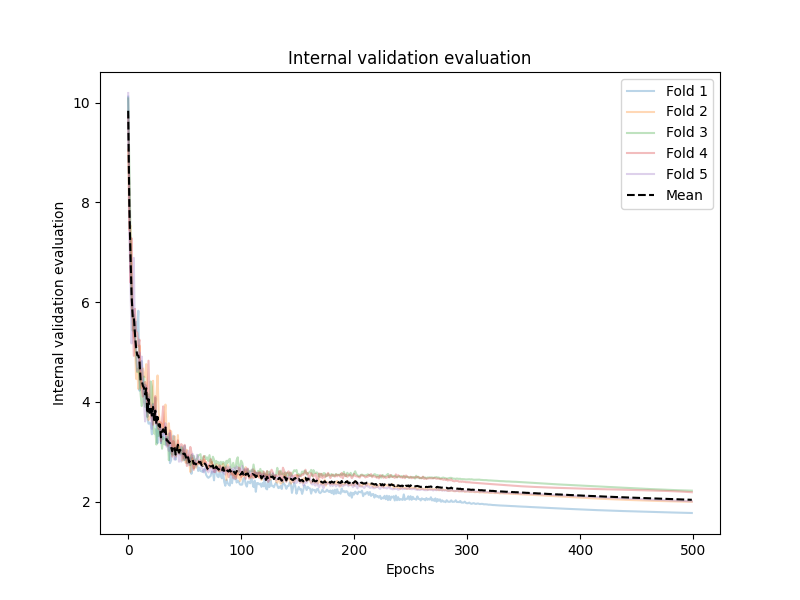 Internal validation evaluation
Fold 1
Fold 2
Fold 3
Fold 4
Fold 5
Mean
Internal validation evaluation
10
8
6
4
2
0 100 200 300 400 500
Epochs